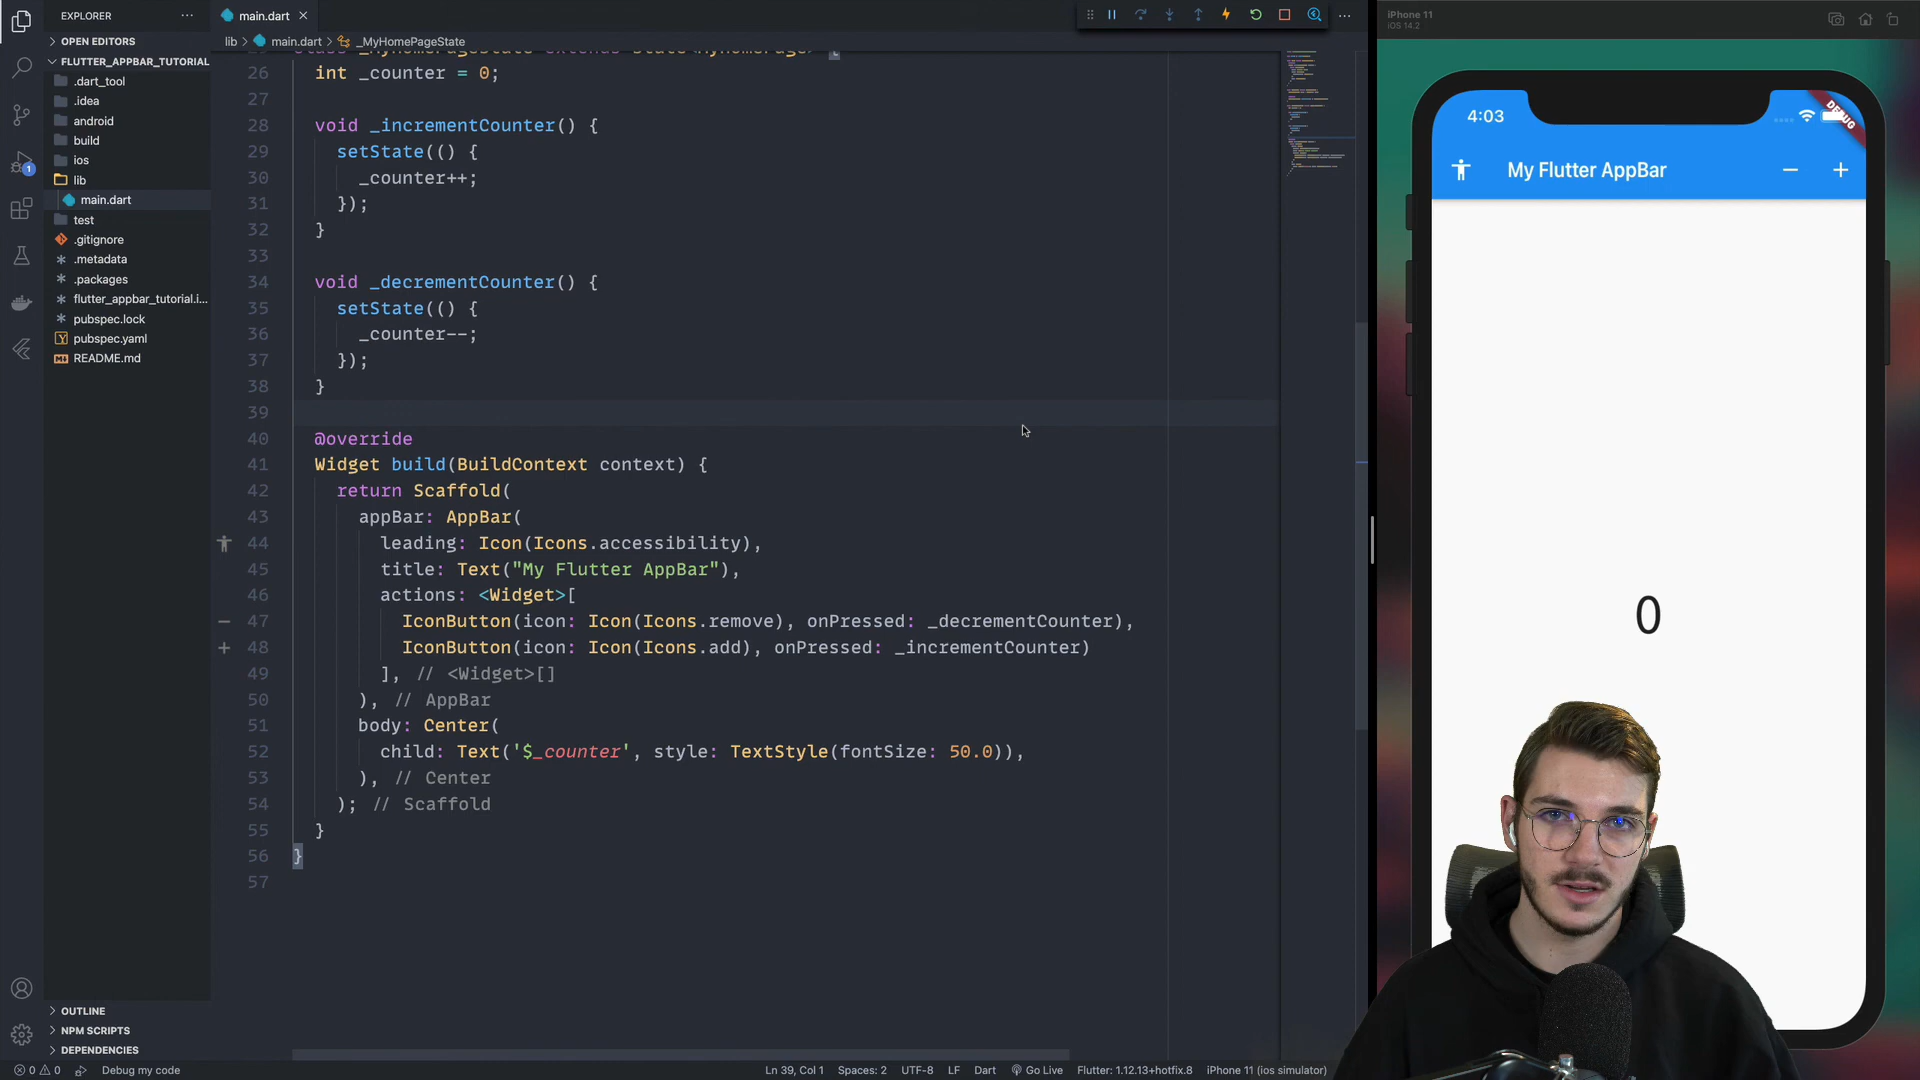 EXPLORER
OPEN EDITORS
FLUTTER_APPBAR_TUTORIAL
.dart_tool
.idea
android
build
ios
lib
main.dart
test
.gitignore
.metadata
.packages
flutter_appbar_tutorial.i...
pubspec.lock
pubspec.yaml
README.md
OUTLINE
NPM SCRIPTS
DEPENDENCIES
1
main.dart
lib > main.dart > _MyHomePageState
26 int _counter = 0;
27
28 void _incrementCounter() {
29 setState(() {
30 _counter++;
31 });
32 }
33
34 void _decrementCounter() {
35 setState(() {
36 _counter--;
37 });
38 }
39
40 @override
41 Widget build(BuildContext context) {
42 return Scaffold(
43 appBar: AppBar(
44 leading: Icon(Icons.accessibility),
45 title: Text("My Flutter AppBar"),
46 actions: <Widget>[
47 IconButton(icon: Icon(Icons.remove), onPressed: _decrementCounter),
48 IconButton(icon: Icon(Icons.add), onPressed: _incrementCounter)
49 ], // <Widget>[]
50 ), // AppBar
51 body: Center(
52 child: Text('$_counter', style: TextStyle(fontSize: 50.0)),
53 ), // Center
54 ); // Scaffold
55 }
56 }
57
0 0 Debug my code
Ln 39, Col 1 Spaces: 2 UTF-8 LF Dart Go Live Flutter: 1.12.13+hotfix.8 iPhone 11 (ios simulator)
iPhone 11
iOS 14.2
4:03
DEBUG
My Flutter AppBar
0